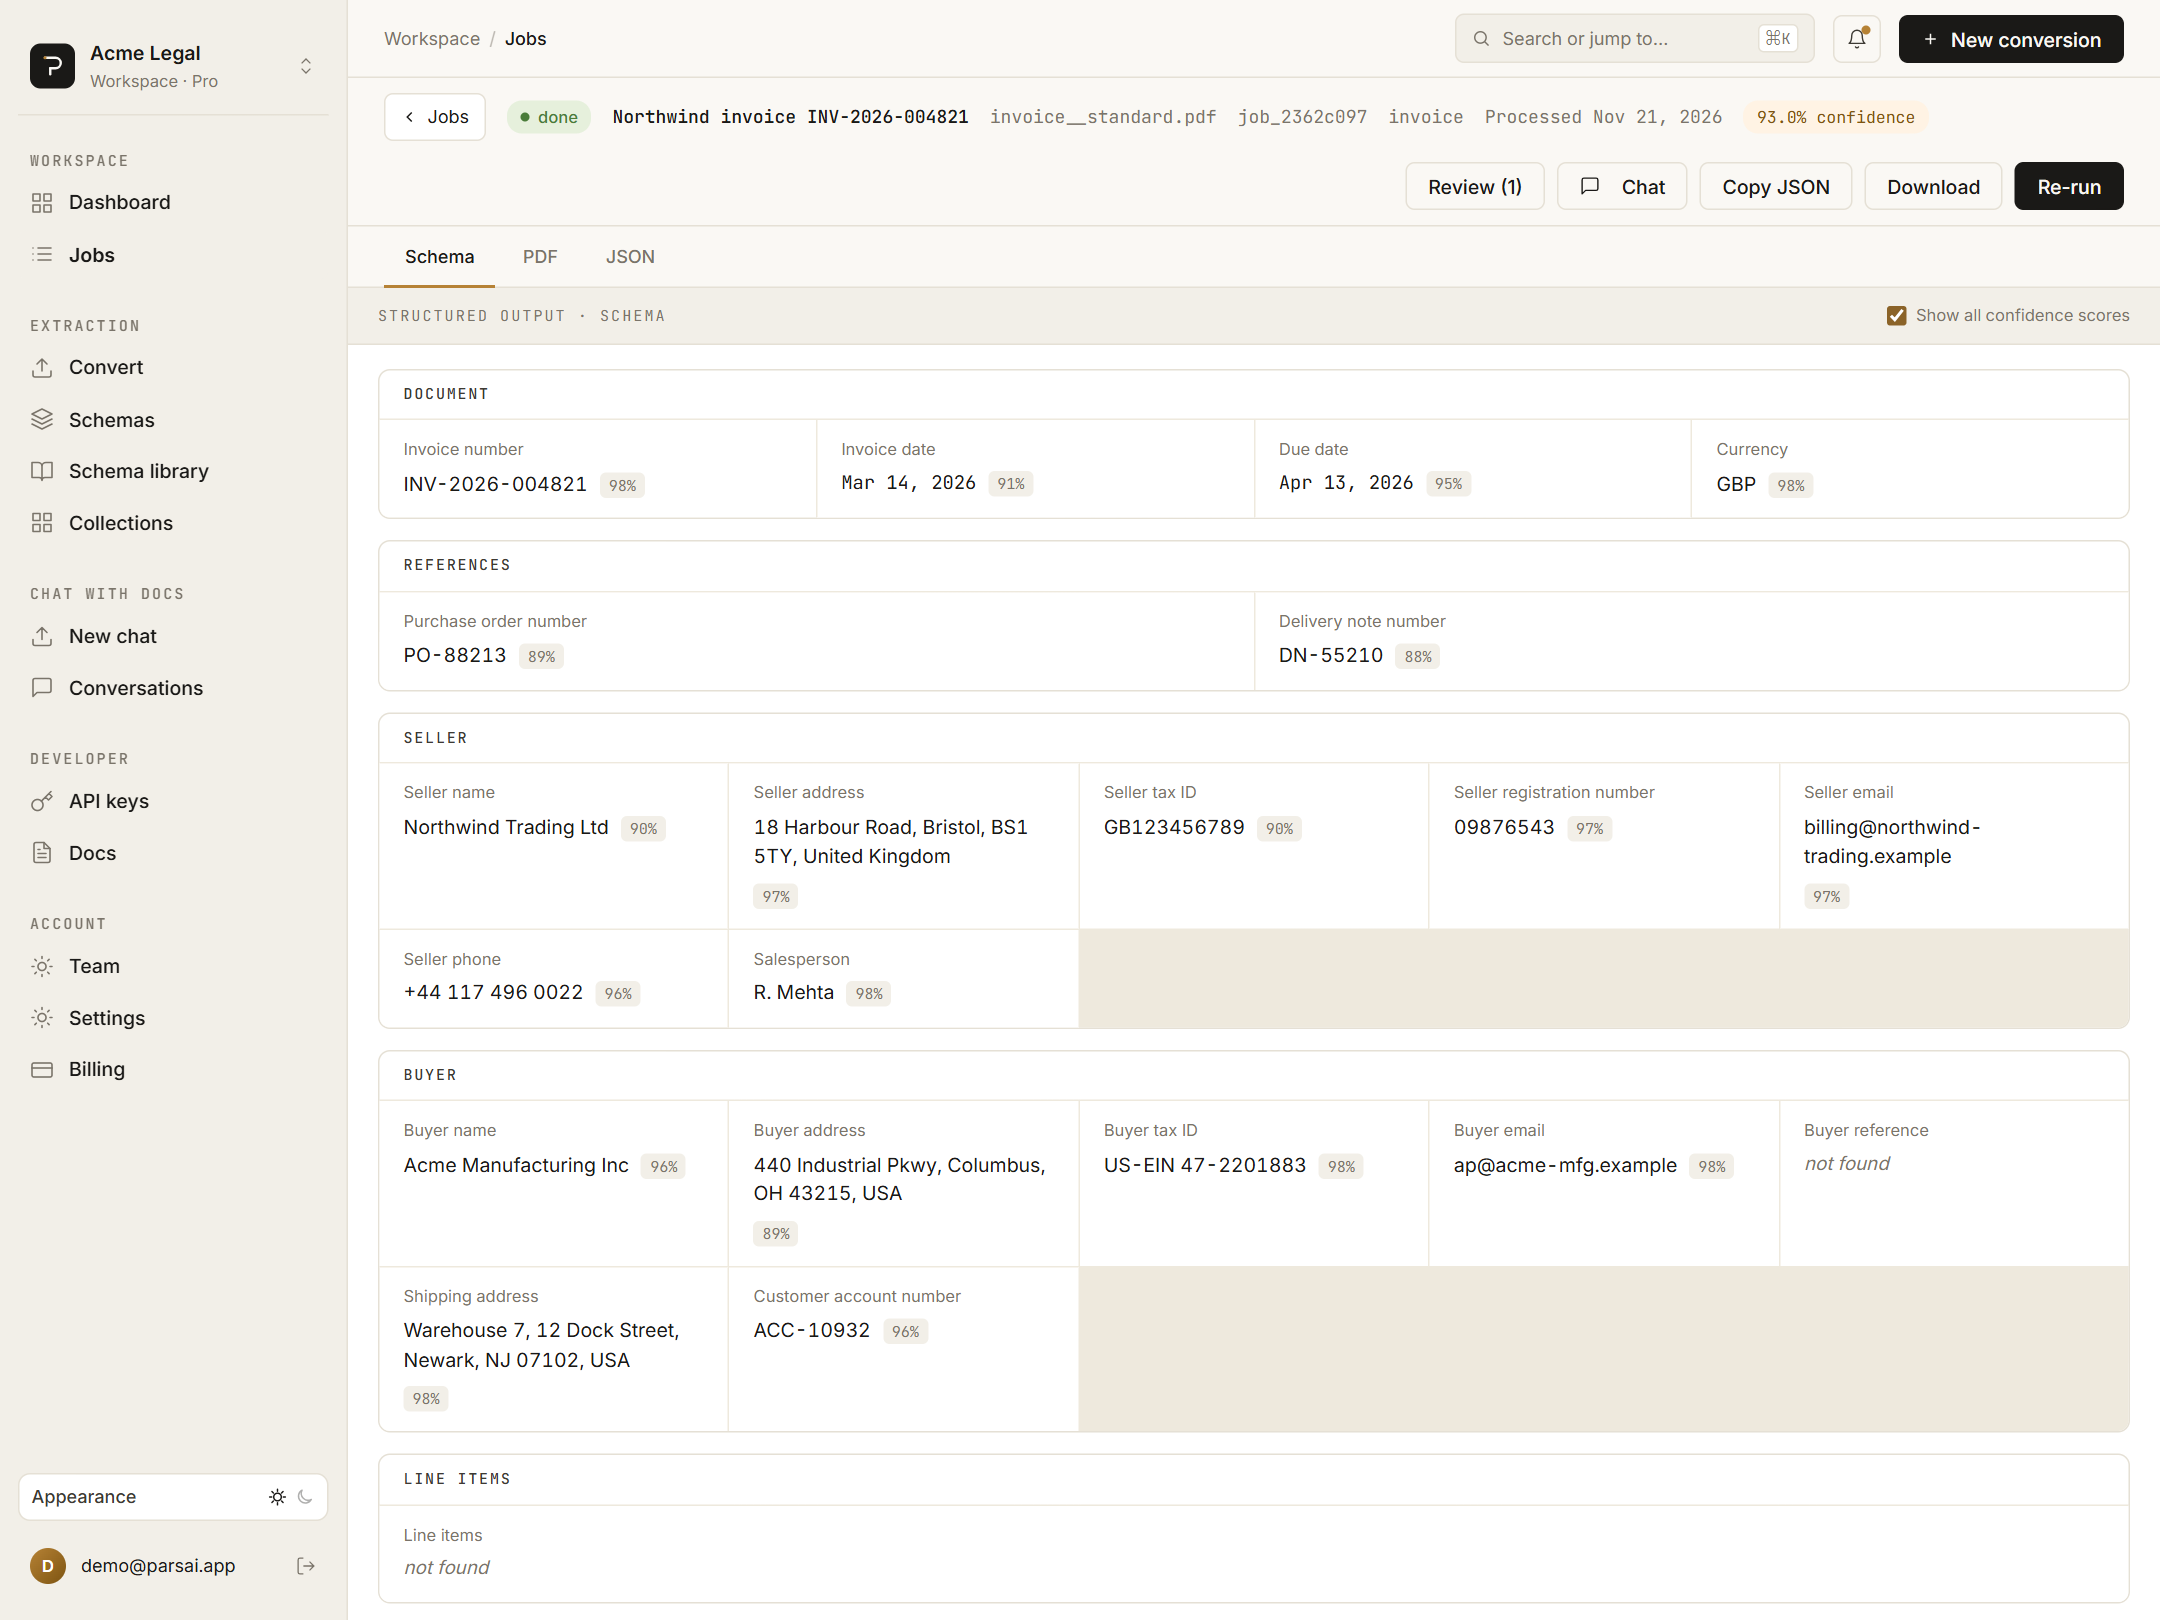 Acme Legal
Workspace · Pro
WORKSPACE
Dashboard
Jobs
EXTRACTION
Convert
Schemas
Schema library
Collections
CHAT WITH DOCS
New chat
Conversations
DEVELOPER
API keys
Docs
ACCOUNT
Team
Settings
Billing
Appearance
D demo@parsai.app
Workspace / Jobs
Search or jump to... ⌘K
+ New conversion
Jobs
done
Northwind invoice INV-2026-004821 invoice__standard.pdf job_2362c097 invoice Processed Nov 21, 2026 93.0% confidence
Review (1) Chat Copy JSON Download Re-run
Schema PDF JSON
STRUCTURED OUTPUT · SCHEMA
Show all confidence scores
DOCUMENT
Invoice number Invoice date Due date Currency
INV-2026-004821 98% Mar 14, 2026 91% Apr 13, 2026 95% GBP 98%
REFERENCES
Purchase order number Delivery note number
PO-88213 89% DN-55210 88%
SELLER
Seller name
Northwind Trading Ltd 90%
Seller address
18 Harbour Road, Bristol, BS1
5TY, United Kingdom
97%
Seller tax ID
GB123456789 90%
Seller registration number
09876543 97%
Seller email
billing@northwind-
trading.example
97%
Seller phone
+44 117 496 0022 96%
Salesperson
R. Mehta 98%
BUYER
Buyer name
Acme Manufacturing Inc 96%
Buyer address
440 Industrial Pkwy, Columbus,
OH 43215, USA
89%
Buyer tax ID
US-EIN 47-2201883 98%
Buyer email
ap@acme-mfg.example 98%
Buyer reference
not found
Shipping address
Warehouse 7, 12 Dock Street,
Newark, NJ 07102, USA
98%
Customer account number
ACC-10932 96%
LINE ITEMS
Line items
not found